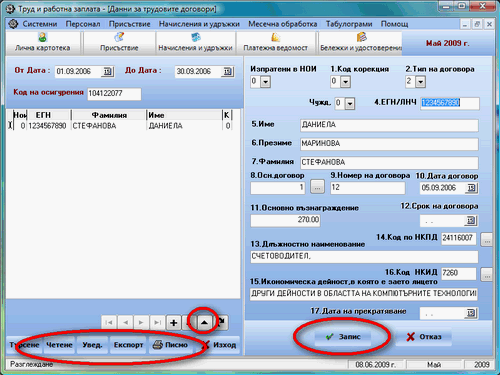 Труд и работна заплата - [Данни за трудовите договори]
Системни Персонал Присъствие Начисления и удръжки Месечна обработка Табулограми Помощ
Лична картотека Присъствие Начисления и удръжки Платежна ведомост Бележки и удостоверения Май 2009 г.
От Дата : 01.09.2006 До Дата : 30.09.2006
Код на осигурения 104122077
Ном ЕГН Фамилия Име К
0 1234567890 СТЕФАНОВА ДАНИЕЛА 0
Търсене Четене Увед. Експорт Писмо Изход
Изпратени в НОИ 1.Код корекция 2.Тип на договора
0 0 2
Чужд. 0 4.ЕГН/ЛНЧ 1234567890
5.Име ДАНИЕЛА
6.Презиме МАРИНОВА
7.Фамилия СТЕФАНОВА
8.Осн.договор 9.Номер на договора 10.Дата договор
1 ... 12 05.09.2006
11.Основно възнаграждение 12.Срок на договора
270.00 . .
14.Код по НКПД 24116007 ...
13.Длъжностно наименование
СЧЕТОВОДИТЕЛ,
16.Код НКИД 7260 ...
15.Икономическа дейност,в която е заето лицето
ДРУГИ ДЕЙНОСТИ В ОБЛАСТТА НА КОМПЮТЪРНИТЕ ТЕХНОЛОГИИ
17.Дата на прекратяване . .
Запис Отказ
Разглеждане 08.06.2009 г. Май 2009